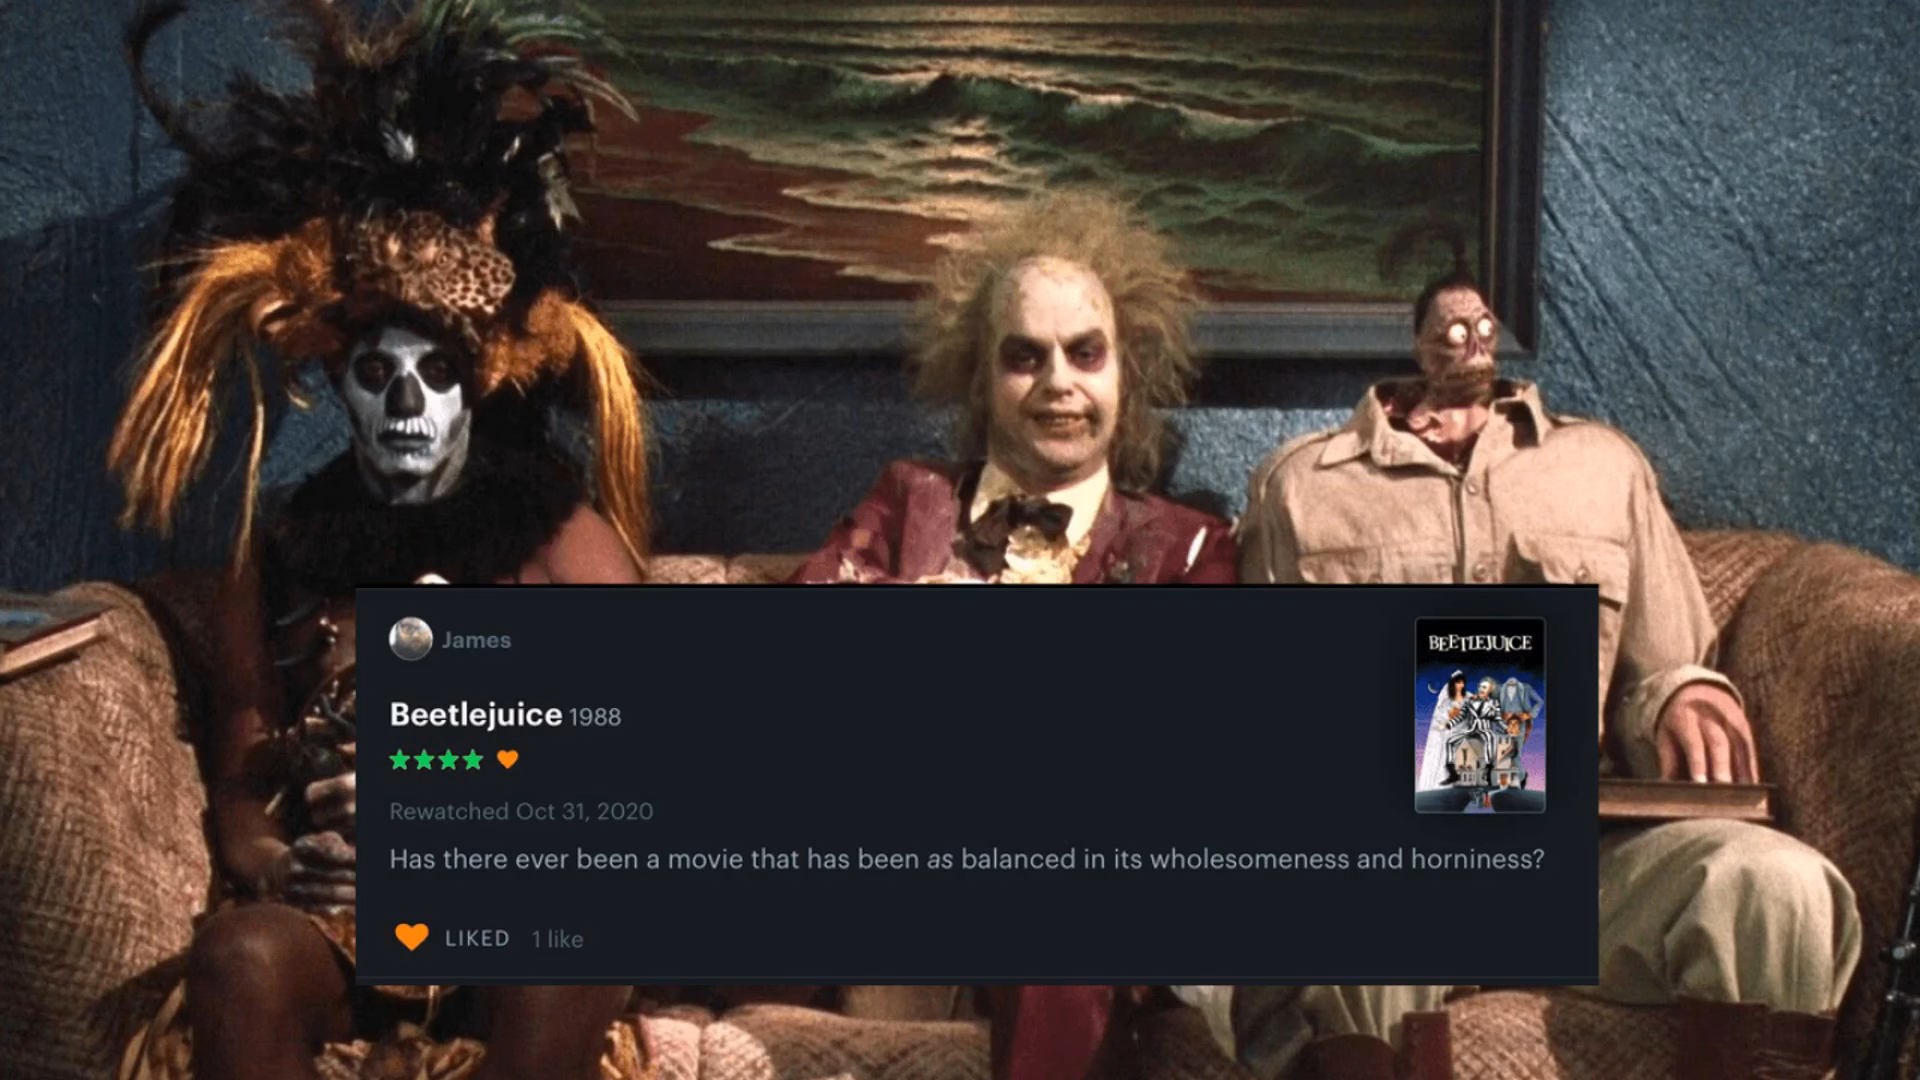 James
BEETLEJUICE
Beetlejuice 1988
Rewatched Oct 31, 2020
Has there ever been a movie that has been as balanced in its wholesomeness and horniness?
LIKED 1 like